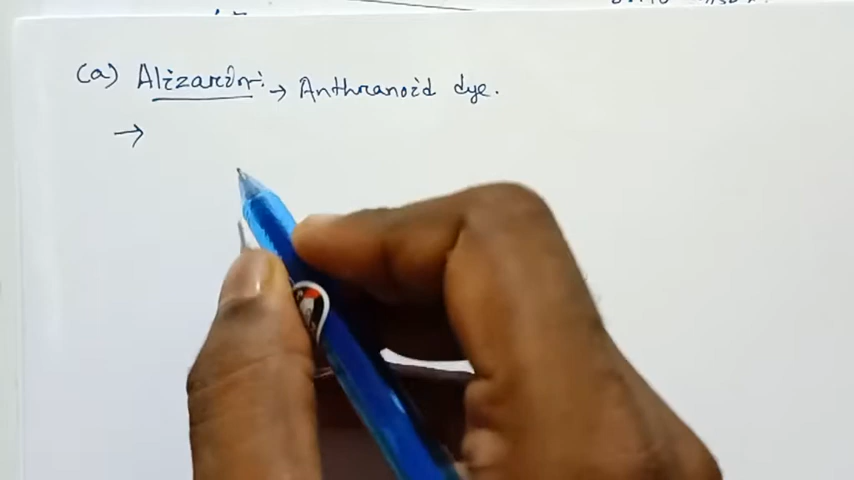 (a) Alizarin :→ Anthranoid dye.
→